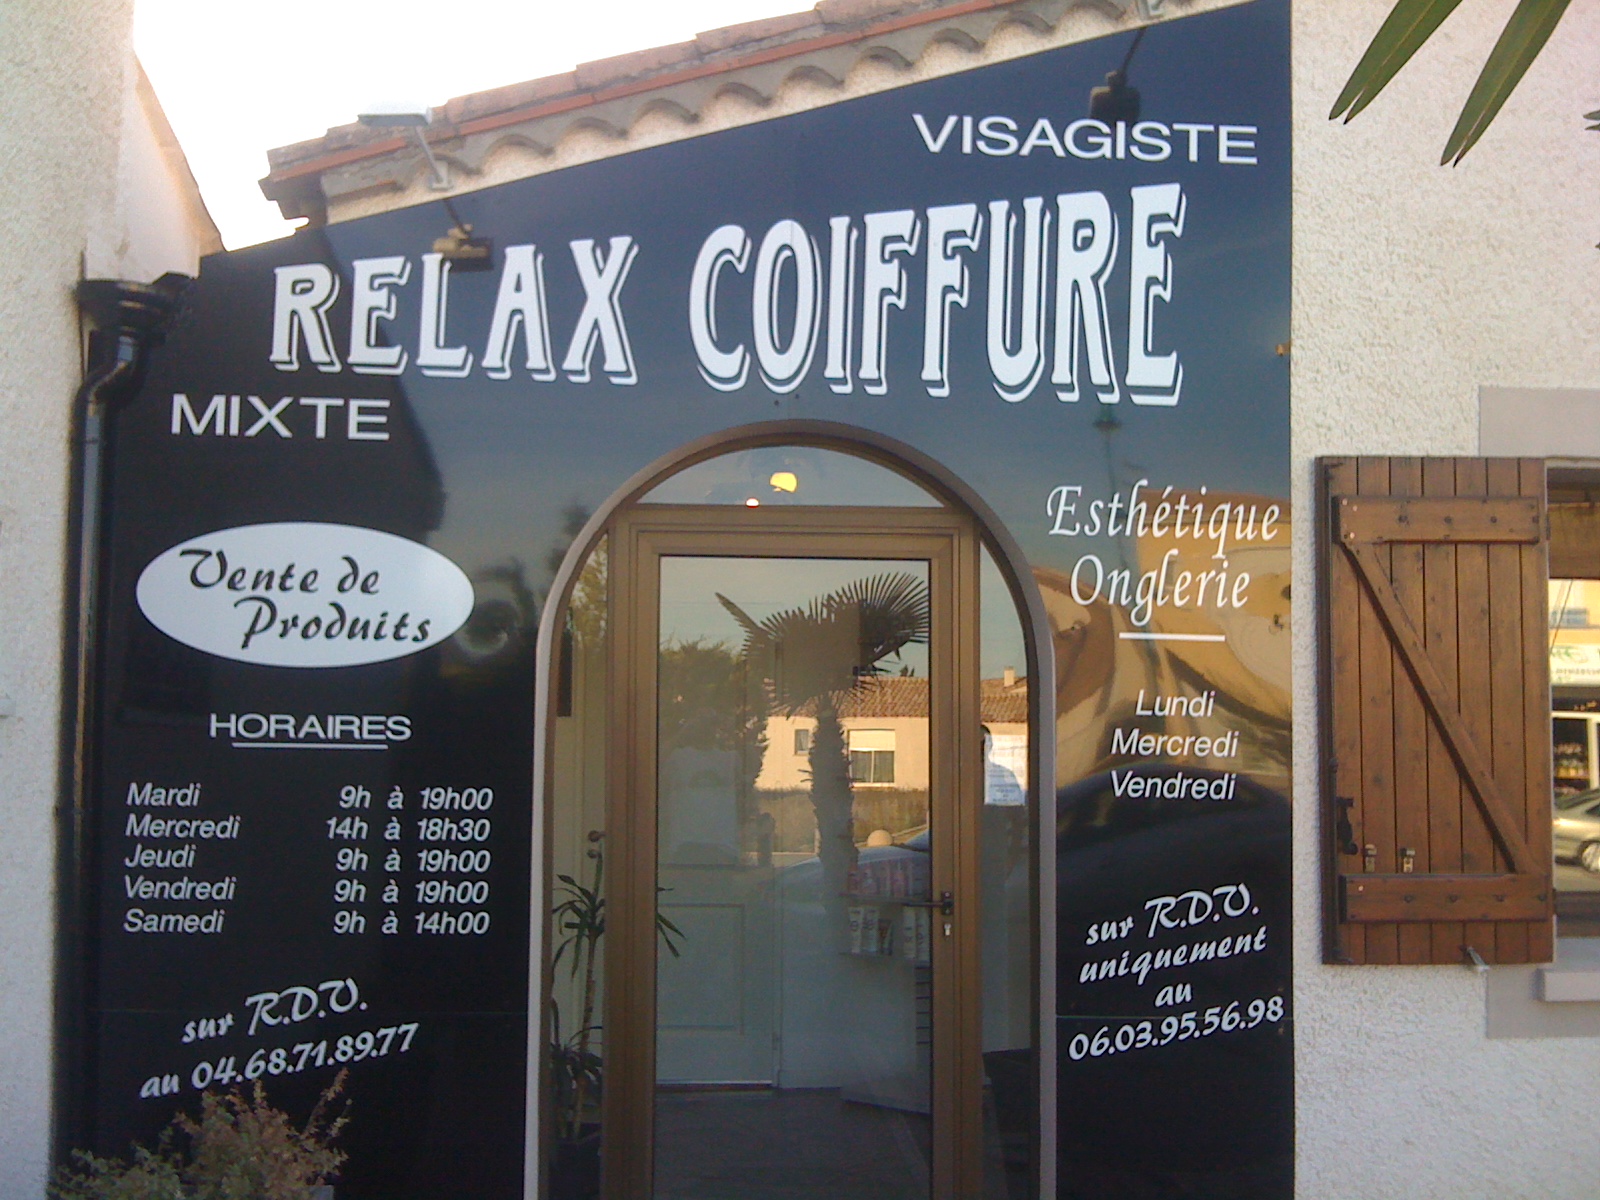 VISAGISTE
RELAX COIFFURE
MIXTE
Vente de
Produits
HORAIRES
Mardi 9h à 19h00
Mercredi 14h à 18h30
Jeudi 9h à 19h00
Vendredi 9h à 19h00
Samedi 9h à 14h00
sur R.D.V.
au 04.68.71.89.77
Esthétique
Onglerie
Lundi
Mercredi
Vendredi
sur R.D.V.
uniquement
au
06.03.95.56.98